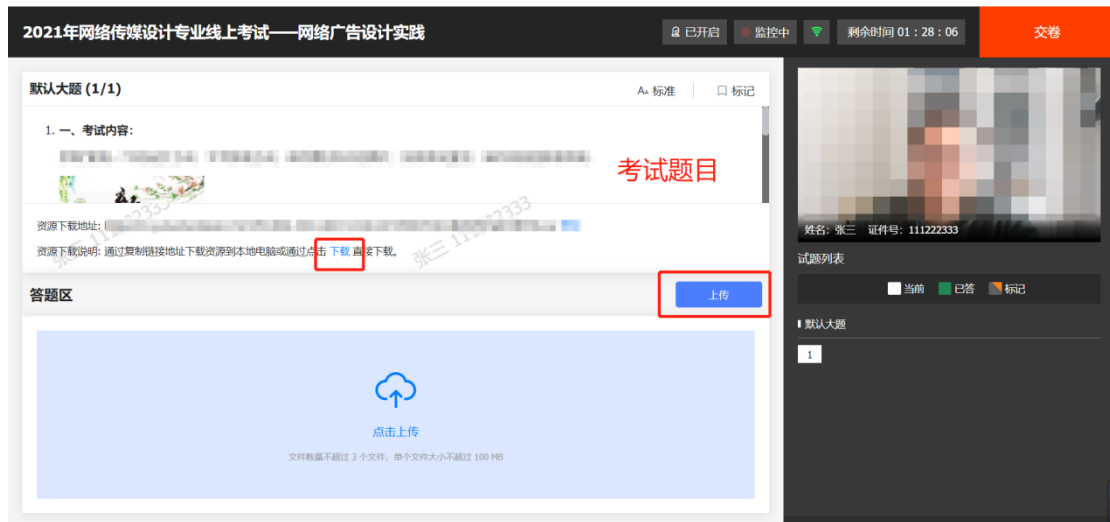 2021年网络传媒设计专业线上考试——网络广告设计实践
已开启
监控中
剩余时间 01 : 28 : 06
交卷
默认大题 (1/1)
A 标准
标记
1. 一、考试内容:
考试题目
资源下载地址:
资源下载说明: 通过复制链接地址下载资源到本地电脑或通过点击 下载 直接下载。
张三 111222333
张三 111222333
答题区
上传
点击上传
文件数量不超过 3 个文件, 单个文件大小不超过 100 MB
姓名: 张三 证件号: 111222333
试题列表
当前
已答
标记
默认大题
1